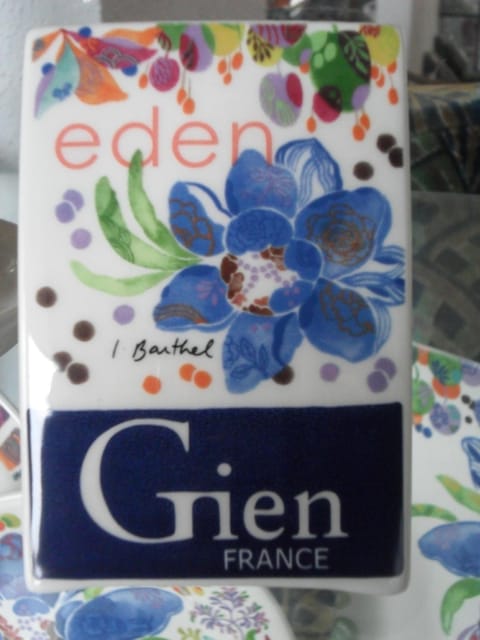 eden
I Barthel
Gien
FRANCE